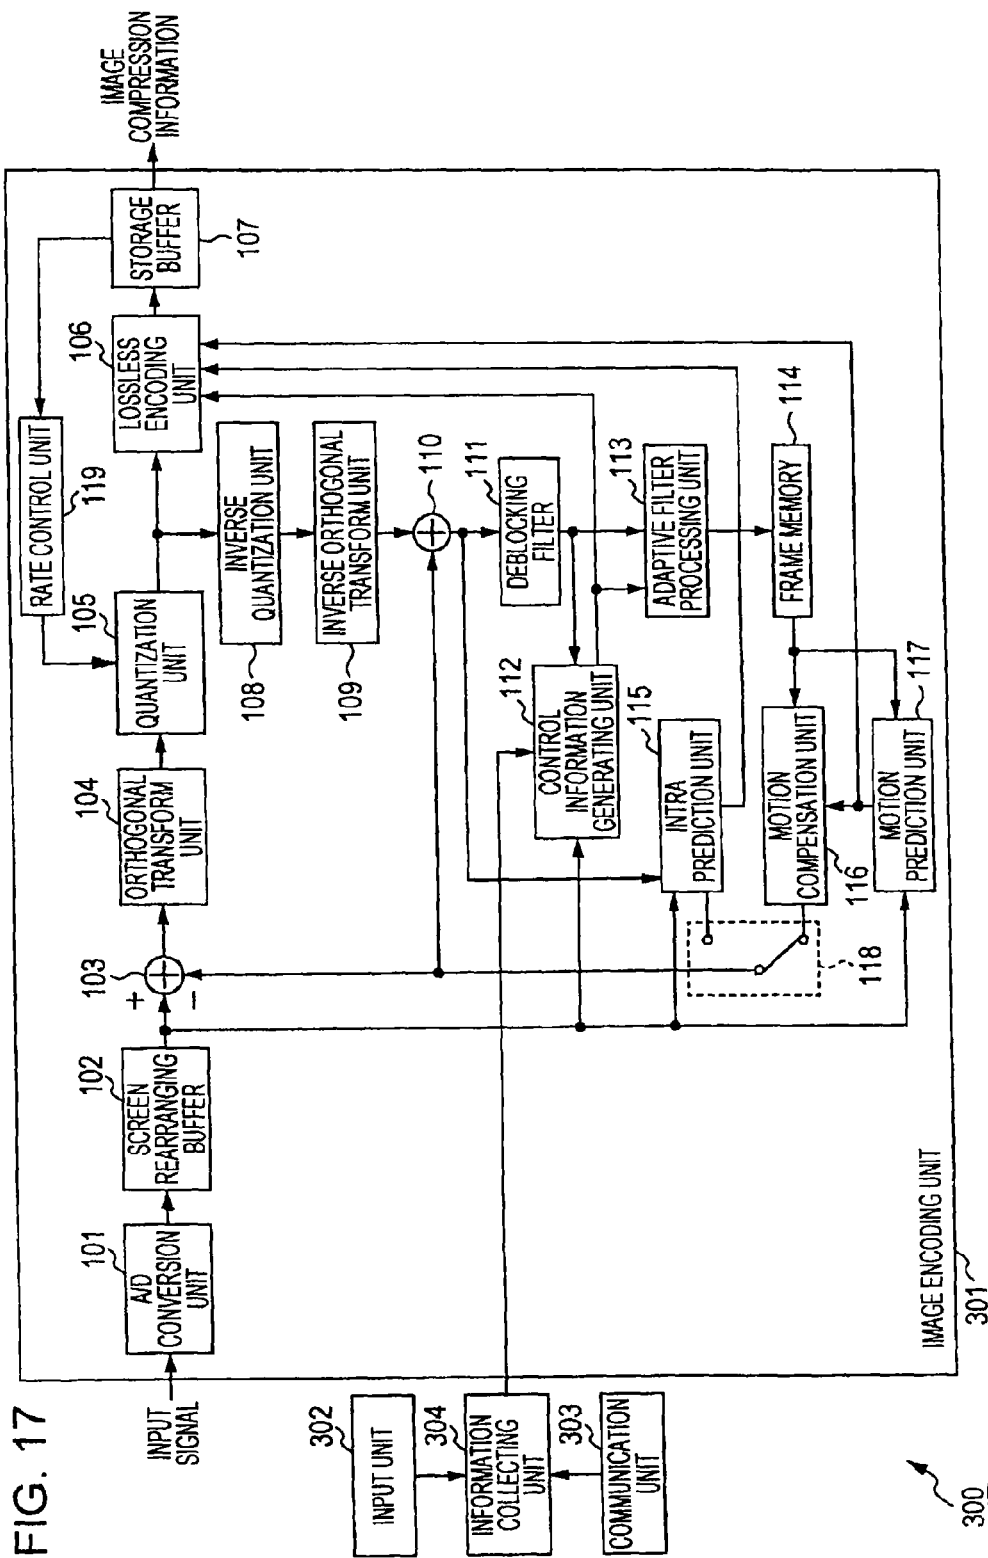 FIG. 17
INPUT
SIGNAL
101
A/D
CONVERSION
UNIT
102
SCREEN
REARRANGING
BUFFER
103
+
−
104
ORTHOGONAL
TRANSFORM
UNIT
105
QUANTIZATION
UNIT
RATE CONTROL UNIT
119
106
LOSSLESS
ENCODING
UNIT
STORAGE
BUFFER
107
IMAGE
COMPRESSION
INFORMATION
INVERSE
QUANTIZATION UNIT
108
INVERSE ORTHOGONAL
TRANSFORM UNIT
109
110
111
DEBLOCKING
FILTER
112
CONTROL
INFORMATION
GENERATING UNIT
113
ADAPTIVE FILTER
PROCESSING UNIT
114
FRAME MEMORY
115
INTRA
PREDICTION UNIT
MOTION
COMPENSATION UNIT
116
117
MOTION
PREDICTION UNIT
118
302
INPUT UNIT
304
INFORMATION
COLLECTING
UNIT
303
COMMUNICATION
UNIT
IMAGE ENCODING UNIT
301
300